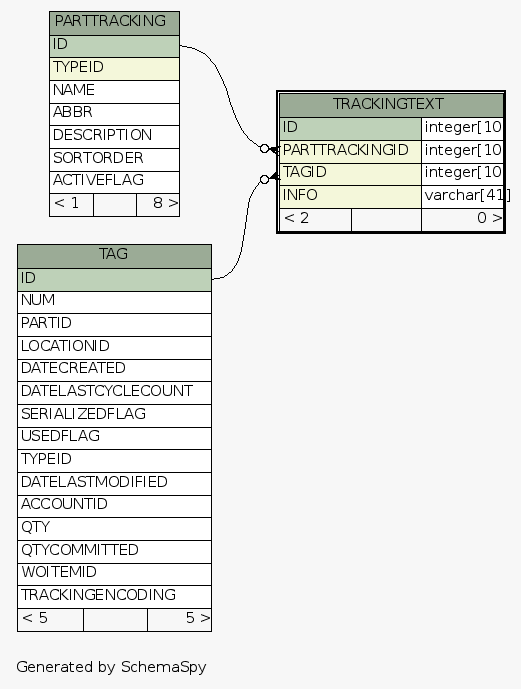 PARTTRACKING
ID
TYPEID
NAME
ABBR
DESCRIPTION
SORTORDER
ACTIVEFLAG
< 1 8 >
TRACKINGTEXT
ID integer[10
PARTTRACKINGID integer[10
TAGID integer[10
INFO varchar[41]
< 2 0 >
TAG
ID
NUM
PARTID
LOCATIONID
DATECREATED
DATELASTCYCLECOUNT
SERIALIZEDFLAG
USEDFLAG
TYPEID
DATELASTMODIFIED
ACCOUNTID
QTY
QTYCOMMITTED
WOITEMID
TRACKINGENCODING
< 5 5 >
Generated by SchemaSpy